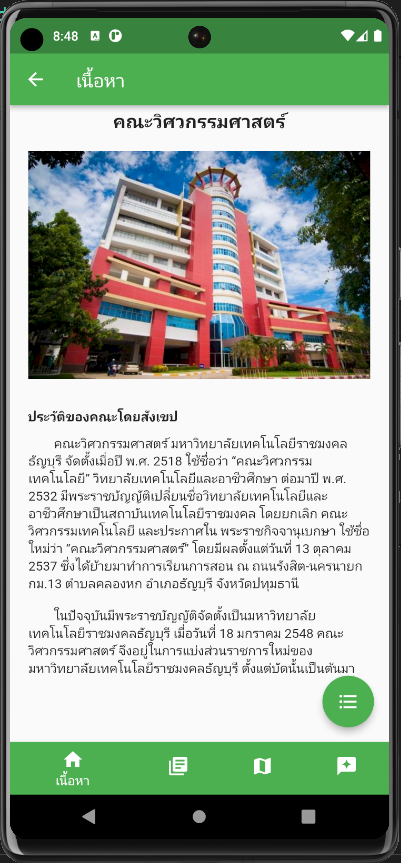 8:48
เนื้อหา
คณะวิศวกรรมศาสตร์
ประวัติของคณะโดยสังเขป
คณะวิศวกรรมศาสตร์ มหาวิทยาลัยเทคโนโลยีราชมงคล
ธัญบุรี จัดตั้งเมื่อปี พ.ศ. 2518 ใช้ชื่อว่า "คณะวิศวกรรม
เทคโนโลยี" วิทยาลัยเทคโนโลยีและอาชีวศึกษา ต่อมาปี พ.ศ.
2532 มีพระราชบัญญัติเปลี่ยนชื่อวิทยาลัยเทคโนโลยีและ
อาชีวศึกษาเป็นสถาบันเทคโนโลยีราชมงคล โดยยกเลิก คณะ
วิศวกรรมเทคโนโลยี และประกาศใน พระราชกิจจานุเบกษา ใช้ชื่อ
ใหม่ว่า "คณะวิศวกรรมศาสตร์" โดยมีผลตั้งแต่วันที่ 13 ตุลาคม
2537 ซึ่งได้ย้ายมาทำการเรียนการสอน ณ ถนนรังสิต-นครนายก
กม.13 ตำบลคลองหก อำเภอธัญบุรี จังหวัดปทุมธานี
ในปัจจุบันมีพระราชบัญญัติจัดตั้งเป็นมหาวิทยาลัย
เทคโนโลยีราชมงคลธัญบุรี เมื่อวันที่ 18 มกราคม 2548 คณะ
วิศวกรรมศาสตร์ จึงอยู่ในการแบ่งส่วนราชการใหม่ของ
มหาวิทยาลัยเทคโนโลยีราชมงคลธัญบุรี ตั้งแต่บัดนั้นเป็นต้นมา
เนื้อหา